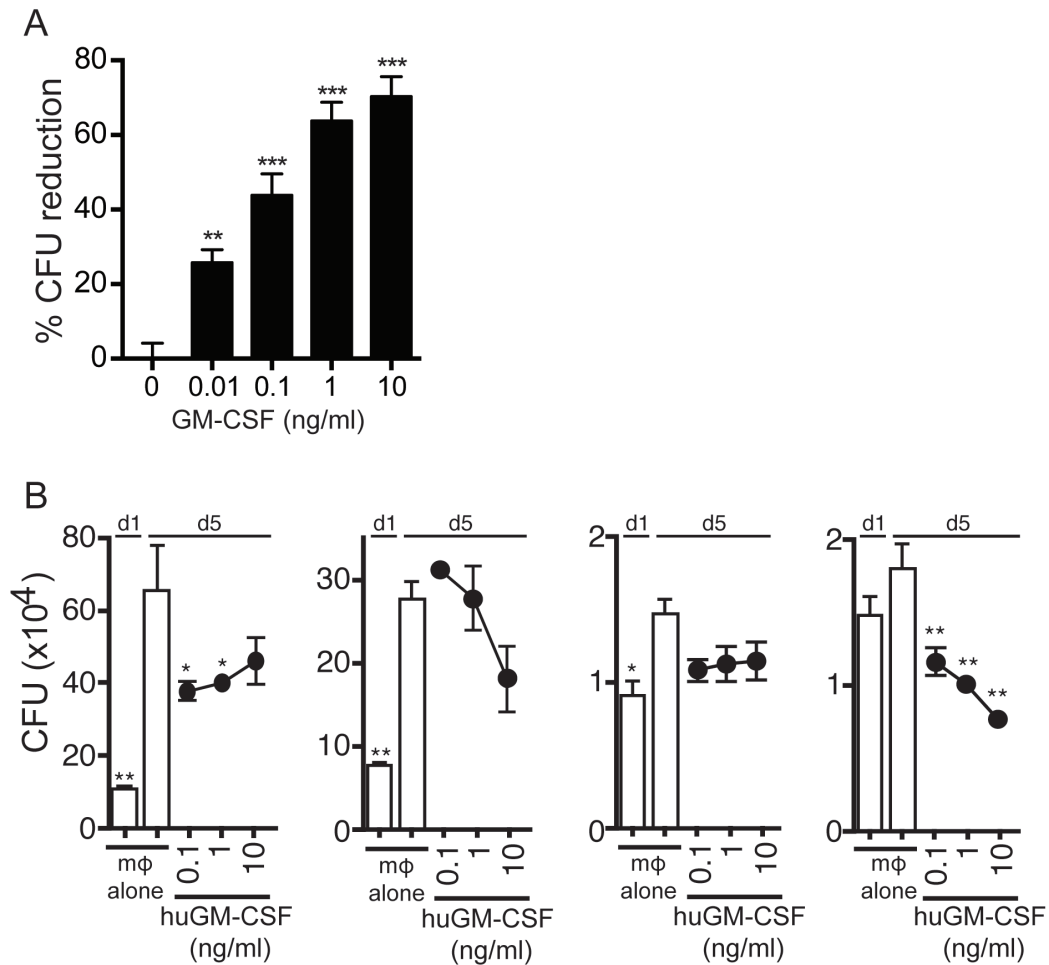 A
80
60
40
20
0
% CFU reduction
** *** *** ***
0 0.01 0.1 1 10
GM-CSF (ng/ml)
B
CFU (x10⁴)
d1 d5
80
60
40
20
0
** * *
0.1 1 10
mϕ
alone
huGM-CSF
(ng/ml)
d1 d5
30
20
10
0
**
0.1 1 10
mϕ
alone
huGM-CSF
(ng/ml)
d1 d5
2
1
0
*
0.1 1 10
mϕ
alone
huGM-CSF
(ng/ml)
d1 d5
2
1
0
** ** **
0.1 1 10
mϕ
alone
huGM-CSF
(ng/ml)